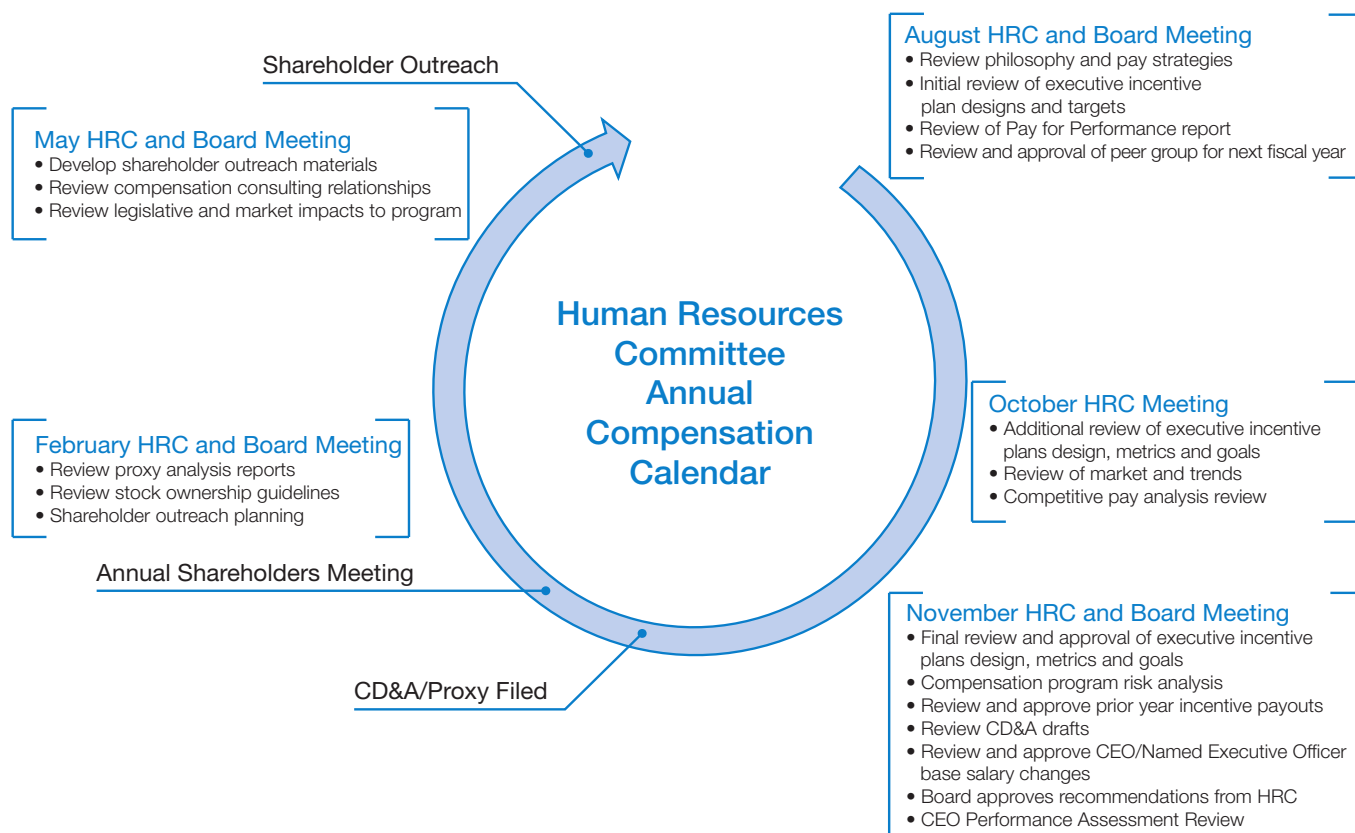 August HRC and Board Meeting
• Review philosophy and pay strategies
• Initial review of executive incentive
plan designs and targets
• Review of Pay for Performance report
• Review and approval of peer group for next fiscal year
Shareholder Outreach
May HRC and Board Meeting
• Develop shareholder outreach materials
• Review compensation consulting relationships
• Review legislative and market impacts to program
Human Resources
Committee
Annual
Compensation
Calendar
October HRC Meeting
• Additional review of executive incentive
plans design, metrics and goals
• Review of market and trends
• Competitive pay analysis review
February HRC and Board Meeting
• Review proxy analysis reports
• Review stock ownership guidelines
• Shareholder outreach planning
Annual Shareholders Meeting
CD&A/Proxy Filed
November HRC and Board Meeting
• Final review and approval of executive incentive
plans design, metrics and goals
• Compensation program risk analysis
• Review and approve prior year incentive payouts
• Review CD&A drafts
• Review and approve CEO/Named Executive Officer
base salary changes
• Board approves recommendations from HRC
• CEO Performance Assessment Review